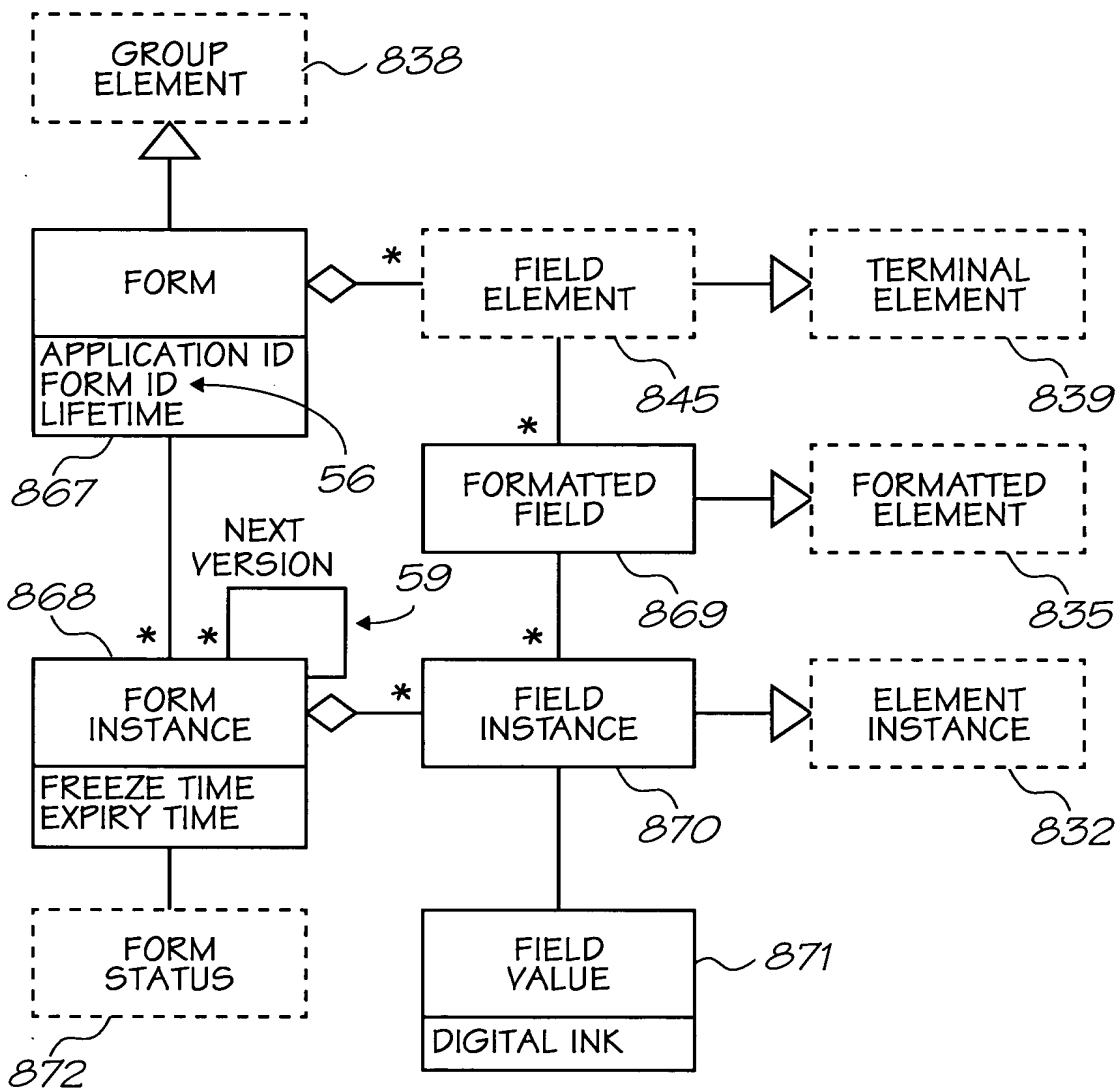 GROUP
ELEMENT
838
FORM
*
FIELD
ELEMENT
TERMINAL
ELEMENT
APPLICATION ID
FORM ID
LIFETIME
845
839
867
56
*
FORMATTED
FIELD
FORMATTED
ELEMENT
NEXT
VERSION
59
869
835
868
*
*
*
FORM
INSTANCE
*
FIELD
INSTANCE
ELEMENT
INSTANCE
FREEZE TIME
EXPIRY TIME
870
832
FORM
STATUS
FIELD
VALUE
871
872
DIGITAL INK